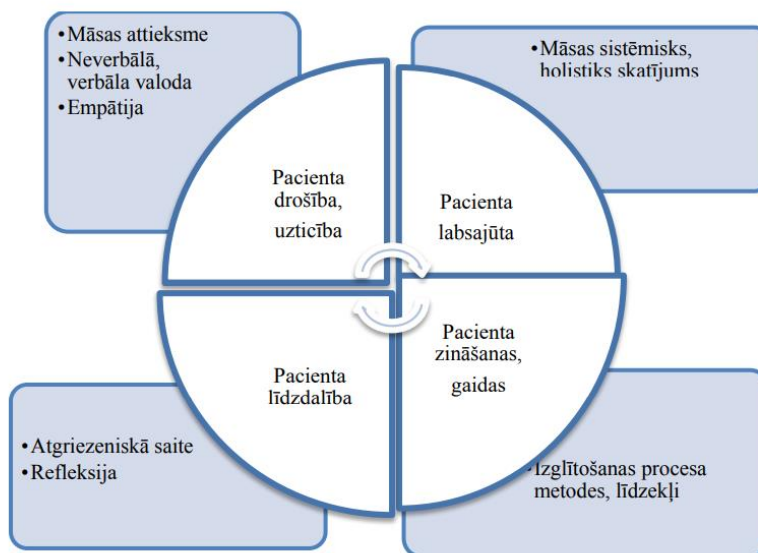 •Māsas attieksme
•Neverbālā,
verbāla valoda
•Empātija
•Māsas sistēmisks,
holistiks skatījums
Pacienta
drošība,
uzticība
Pacienta
labsajūta
Pacienta
līdzdalība
Pacienta
zināšanas,
gaidas
•Atgriezeniskā saite
•Refleksija
•Izglītošanas procesa
metodes, līdzekļi